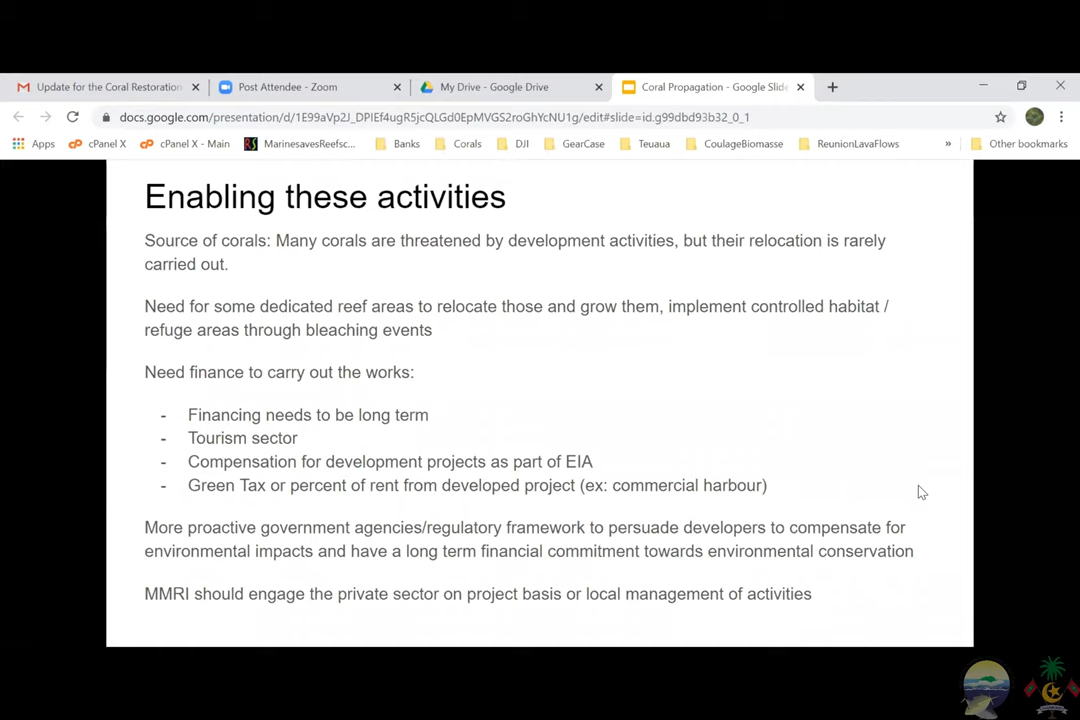 Update for the Coral Restoration
Post Attendee - Zoom
My Drive - Google Drive
Coral Propagation - Google Slide
docs.google.com/presentation/d/1E99aVp2J_DPIEf4ugR5jcQLGd0EpMVGS2roGhYcNU1g/edit#slide=id.g99dbd93b32_0_1
Apps
cPanel X
cPanel X - Main
MarinesavesReefsc...
Banks
Corals
DJI
GearCase
Teuaua
CoulageBiomasse
ReunionLavaFlows
»
Other bookmarks
Enabling these activities
Source of corals: Many corals are threatened by development activities, but their relocation is rarely
carried out.
Need for some dedicated reef areas to relocate those and grow them, implement controlled habitat /
refuge areas through bleaching events
Need finance to carry out the works:
- Financing needs to be long term
- Tourism sector
- Compensation for development projects as part of EIA
- Green Tax or percent of rent from developed project (ex: commercial harbour)
More proactive government agencies/regulatory framework to persuade developers to compensate for
environmental impacts and have a long term financial commitment towards environmental conservation
MMRI should engage the private sector on project basis or local management of activities